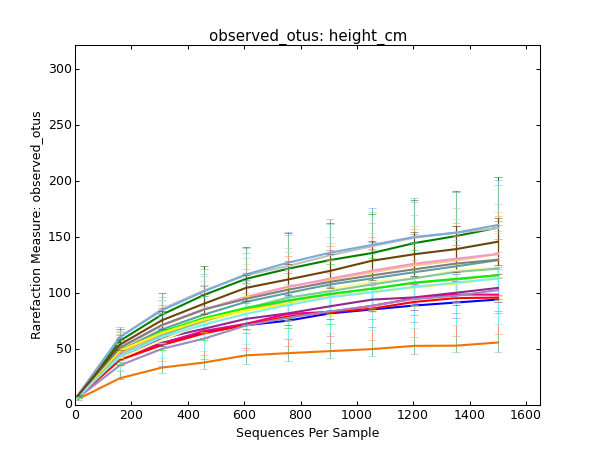 observed_otus: height_cm
Rarefaction Measure: observed_otus
300
250
200
150
100
50
0
0 200 400 600 800 1000 1200 1400 1600
Sequences Per Sample